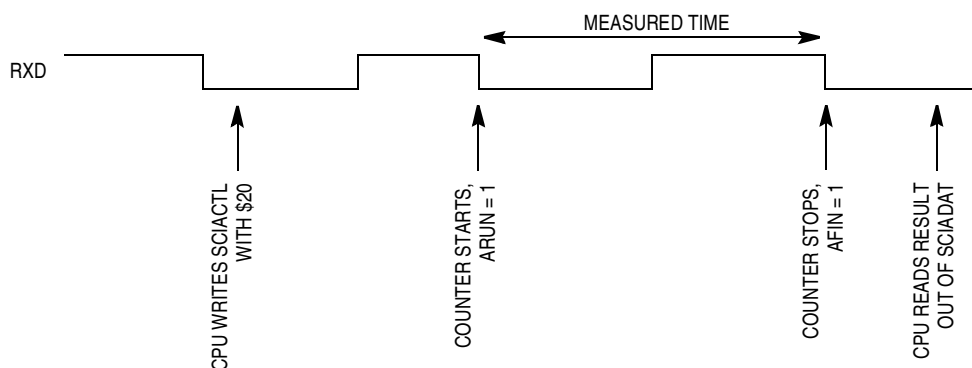 MEASURED TIME
RXD
CPU WRITES SCIACTL
WITH $20
COUNTER STARTS,
ARUN = 1
COUNTER STOPS,
AFIN = 1
CPU READS RESULT
OUT OF SCIADAT